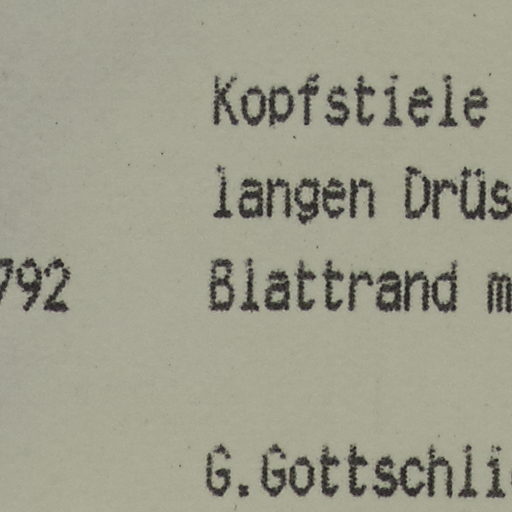 Kopfstiele
langen Drüs
792 Blattrand m
G.Gottschli